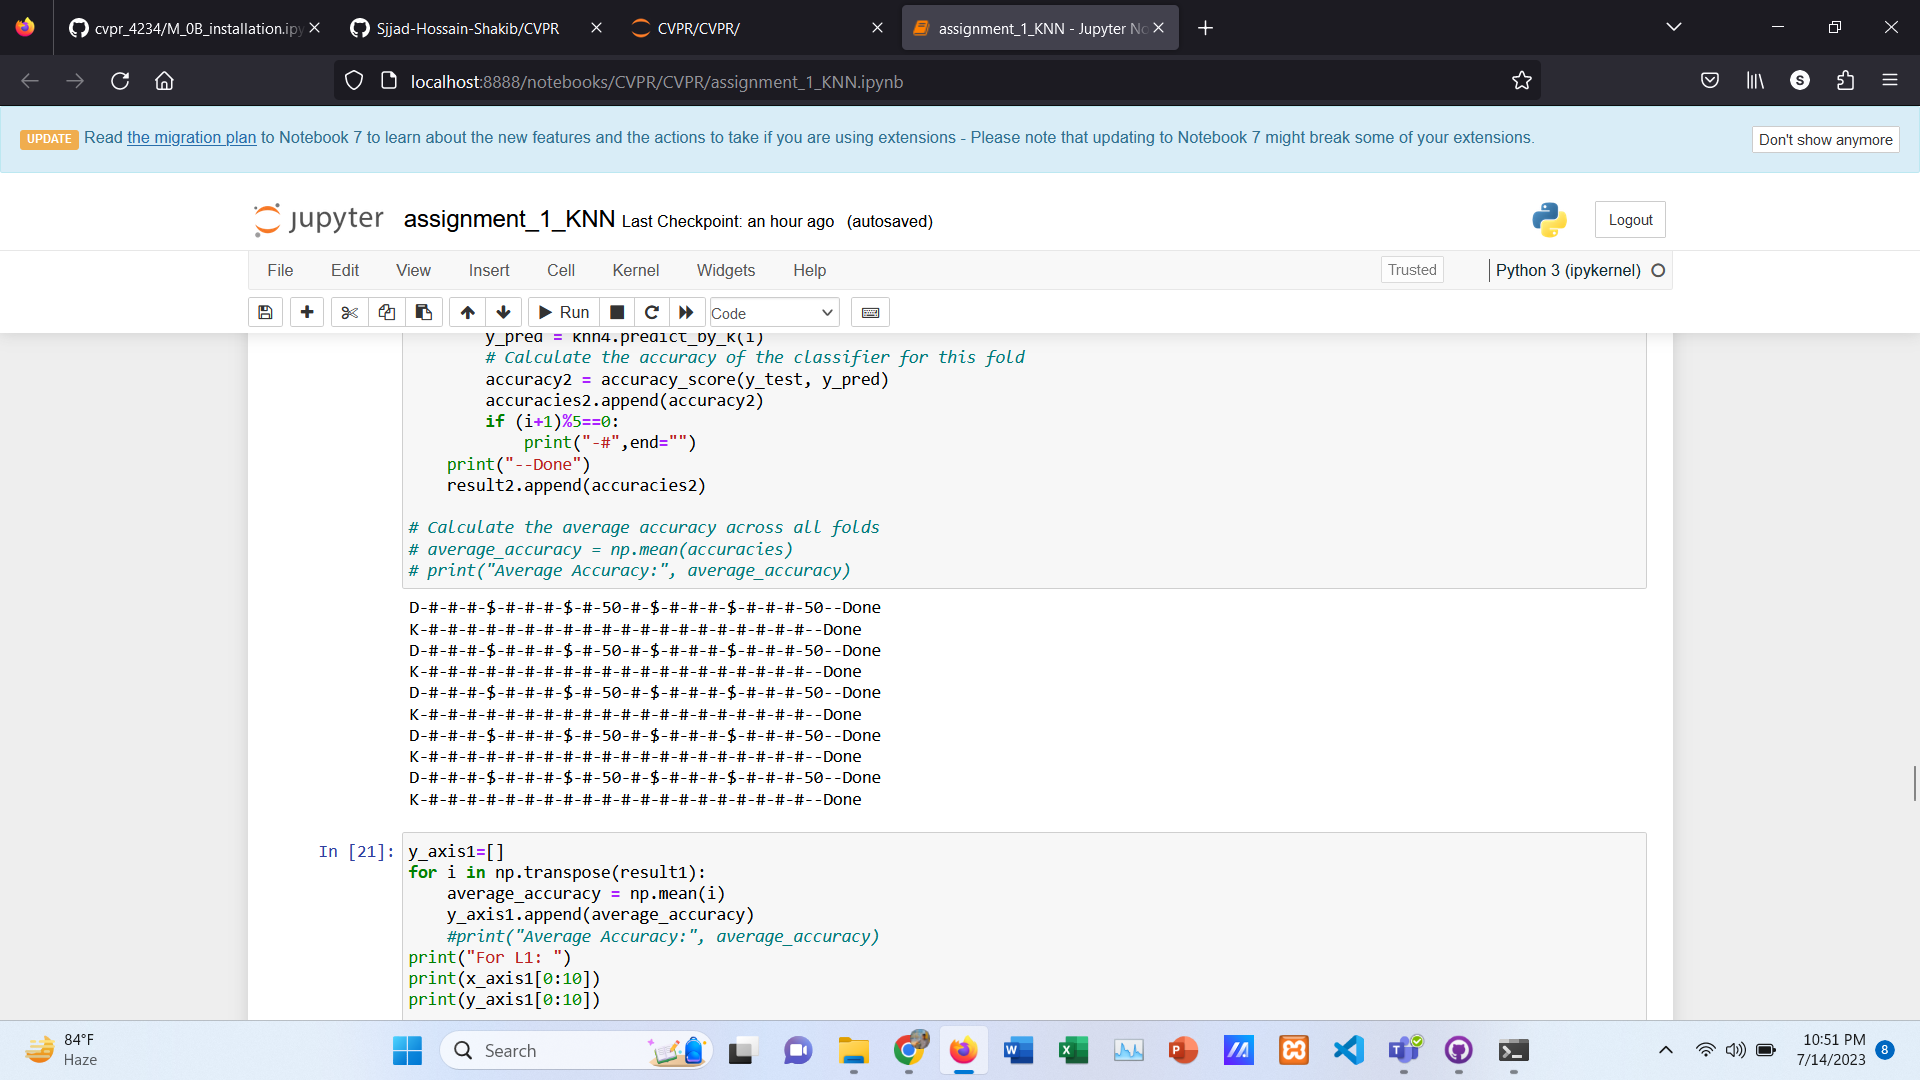 cvpr_4234/M_0B_installation.ipy
Sjjad-Hossain-Shakib/CVPR
CVPR/CVPR/
assignment_1_KNN - Jupyter No
localhost:8888/notebooks/CVPR/CVPR/assignment_1_KNN.ipynb
S
UPDATE Read the migration plan to Notebook 7 to learn about the new features and the actions to take if you are using extensions - Please note that updating to Notebook 7 might break some of your extensions.
Don't show anymore
jupyter assignment_1_KNN Last Checkpoint: an hour ago (autosaved)
Logout
File Edit View Insert Cell Kernel Widgets Help
Trusted
Python 3 (ipykernel)
Run
Code
y_pred = knn4.predict_by_k(i)
# Calculate the accuracy of the classifier for this fold
accuracy2 = accuracy_score(y_test, y_pred)
accuracies2.append(accuracy2)
if (i+1)%5==0:
print("-#",end="")
print("--Done")
result2.append(accuracies2)
# Calculate the average accuracy across all folds
# average_accuracy = np.mean(accuracies)
# print("Average Accuracy:", average_accuracy)
D-#-#-#-$-#-#-#-$-#-50-#-$-#-#-#-$-#-#-#-50--Done
K-#-#-#-#-#-#-#-#-#-#-#-#-#-#-#-#-#-#-#-#--Done
D-#-#-#-$-#-#-#-$-#-50-#-$-#-#-#-$-#-#-#-50--Done
K-#-#-#-#-#-#-#-#-#-#-#-#-#-#-#-#-#-#-#-#--Done
D-#-#-#-$-#-#-#-$-#-50-#-$-#-#-#-$-#-#-#-50--Done
K-#-#-#-#-#-#-#-#-#-#-#-#-#-#-#-#-#-#-#-#--Done
D-#-#-#-$-#-#-#-$-#-50-#-$-#-#-#-$-#-#-#-50--Done
K-#-#-#-#-#-#-#-#-#-#-#-#-#-#-#-#-#-#-#-#--Done
D-#-#-#-$-#-#-#-$-#-50-#-$-#-#-#-$-#-#-#-50--Done
K-#-#-#-#-#-#-#-#-#-#-#-#-#-#-#-#-#-#-#-#--Done
In [21]:
y_axis1=[]
for i in np.transpose(result1):
average_accuracy = np.mean(i)
y_axis1.append(average_accuracy)
#print("Average Accuracy:", average_accuracy)
print("For L1: ")
print(x_axis1[0:10])
print(y_axis1[0:10])
84°F
Haze
Search
10:51 PM
7/14/2023
8